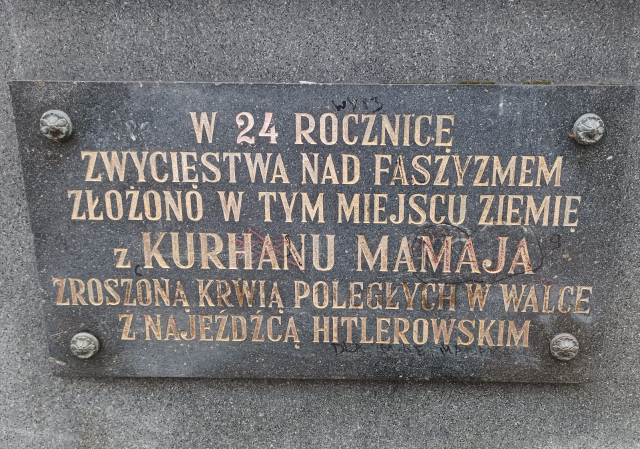 W 24 ROCZNICĘ
ZWYCIĘSTWA NAD FASZYZMEM
ZŁOŻONO W TYM MIEJSCU ZIEMIĘ
z KURHANU MAMAJA
ZROSZONĄ KRWIĄ POLEGŁYCH W WALCE
Z NAJEŹDŹCĄ HITLEROWSKIM